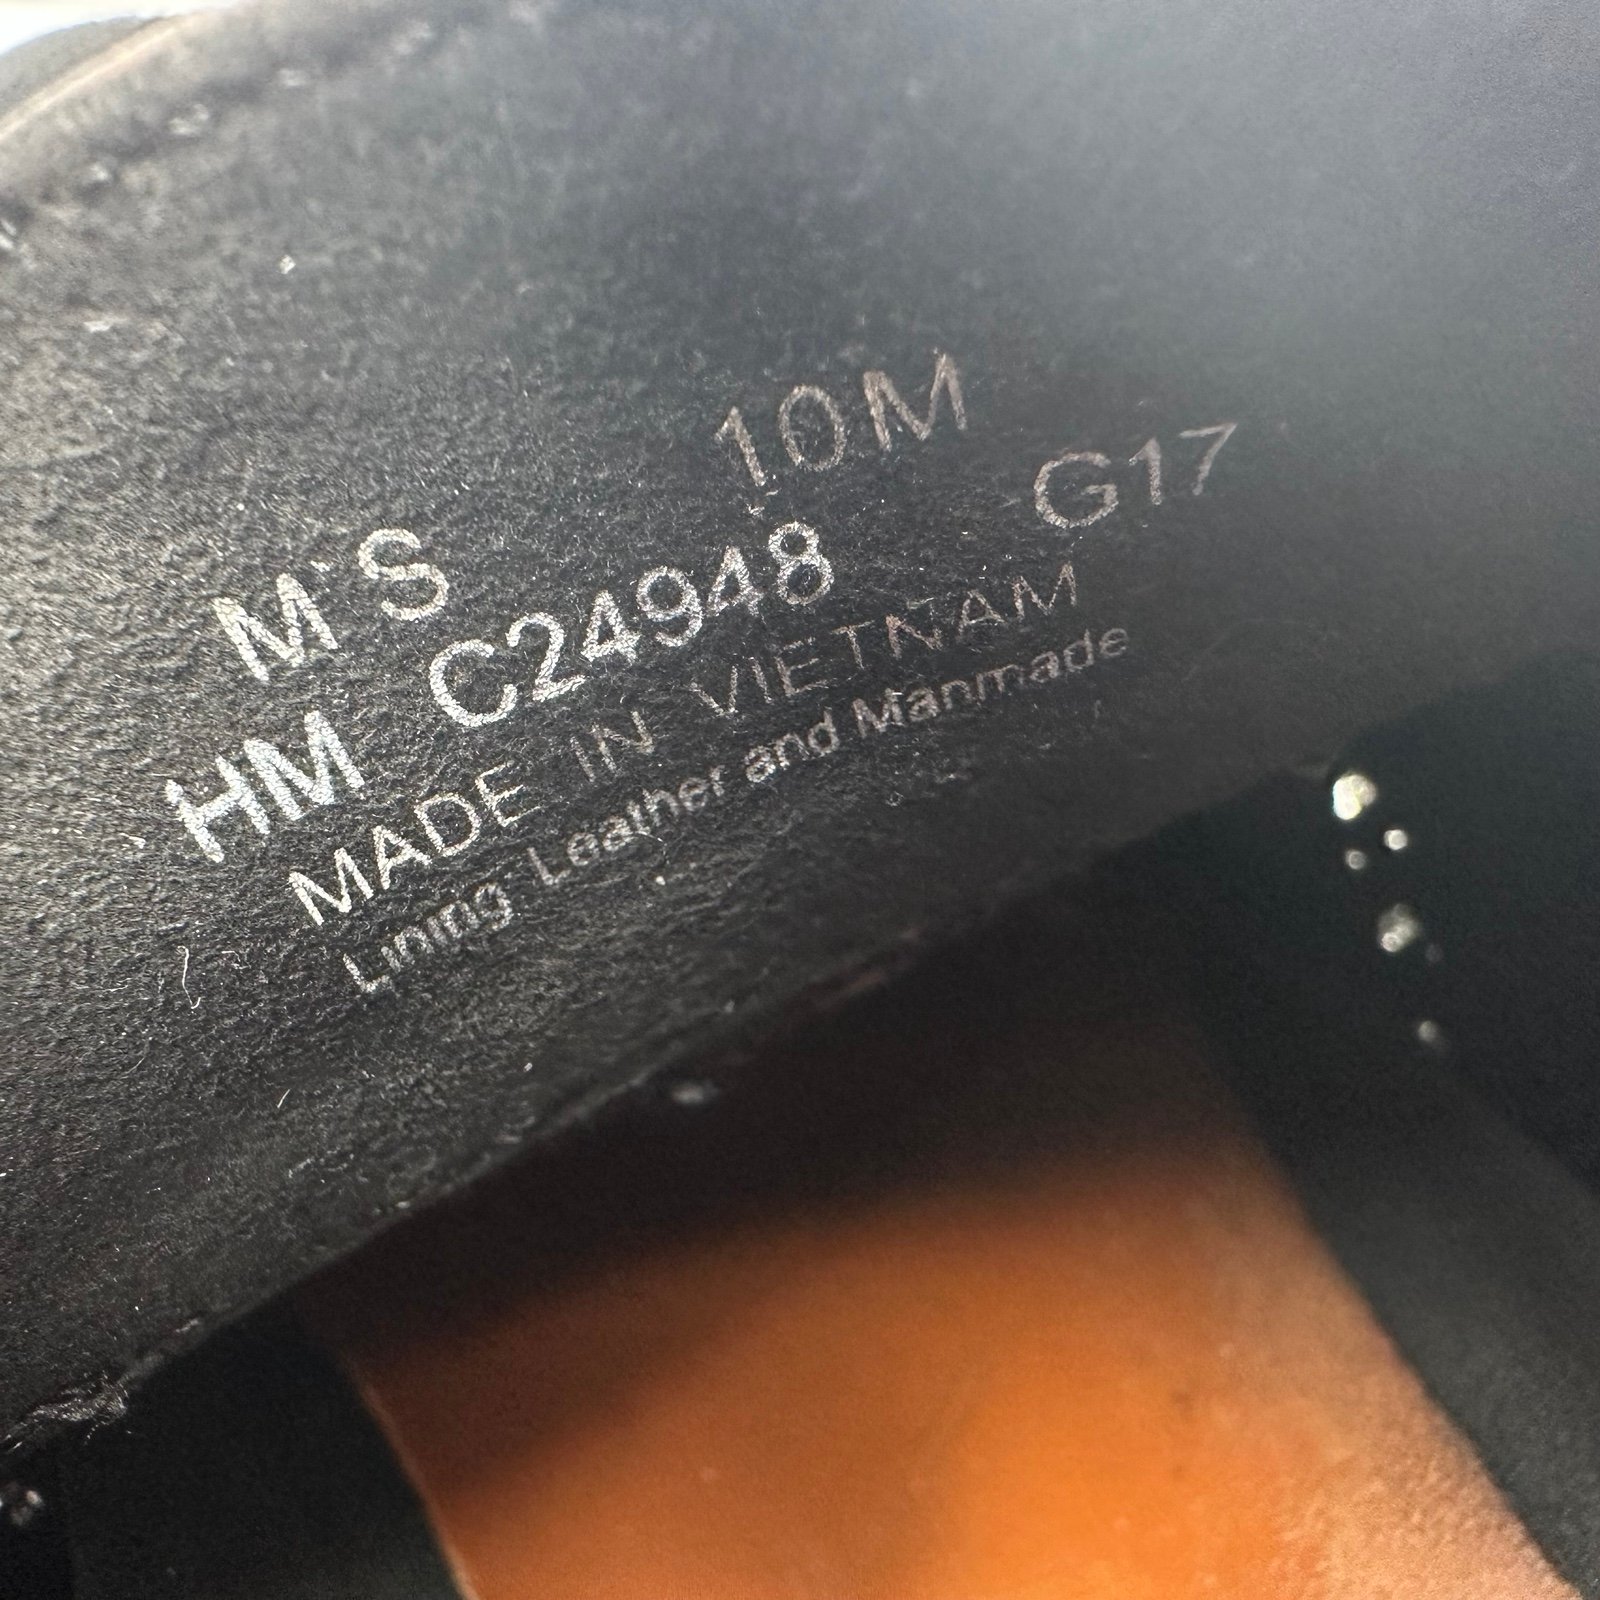 M'S 10M
HM C24948 G17
MADE IN VIETNAM
Lining Leather and Manmade